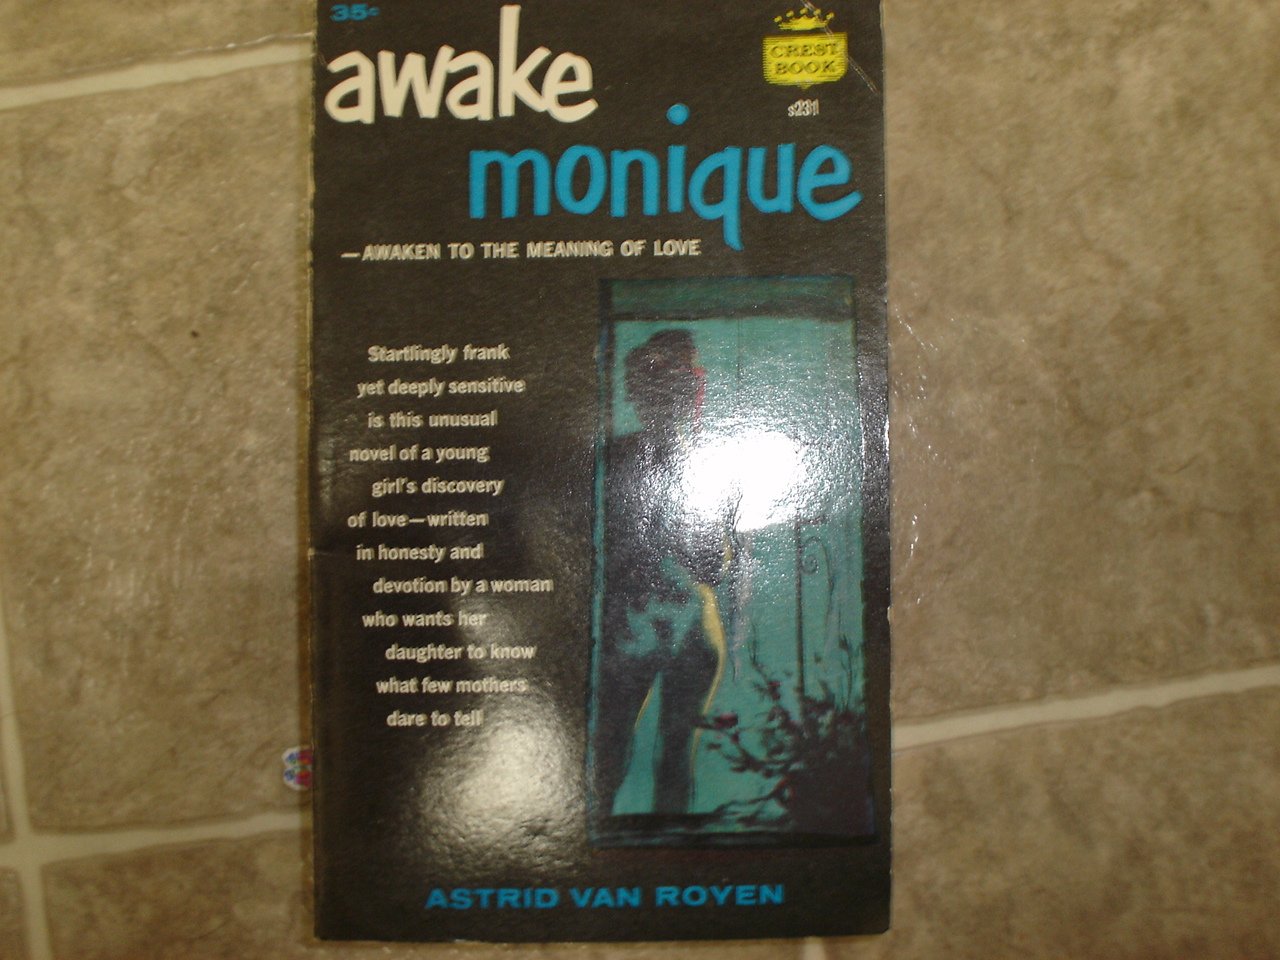 35¢
awake
CREST
BOOK
s231
monique
—AWAKEN TO THE MEANING OF LOVE
Startlingly frank
yet deeply sensitive
is this unusual
novel of a young
girl's discovery
of love—written
in honesty and
devotion by a woman
who wants her
daughter to know
what few mothers
dare to tell
ASTRID VAN ROYEN